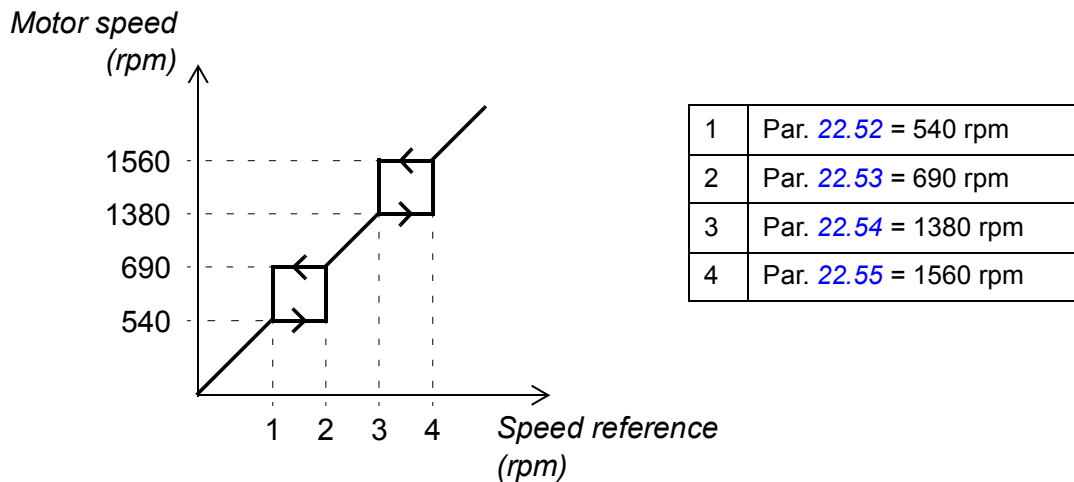 Motor speed
(rpm)
1560
1380
690
540
1 2 3 4
Speed reference
(rpm)
1 Par. 22.52 = 540 rpm
2 Par. 22.53 = 690 rpm
3 Par. 22.54 = 1380 rpm
4 Par. 22.55 = 1560 rpm